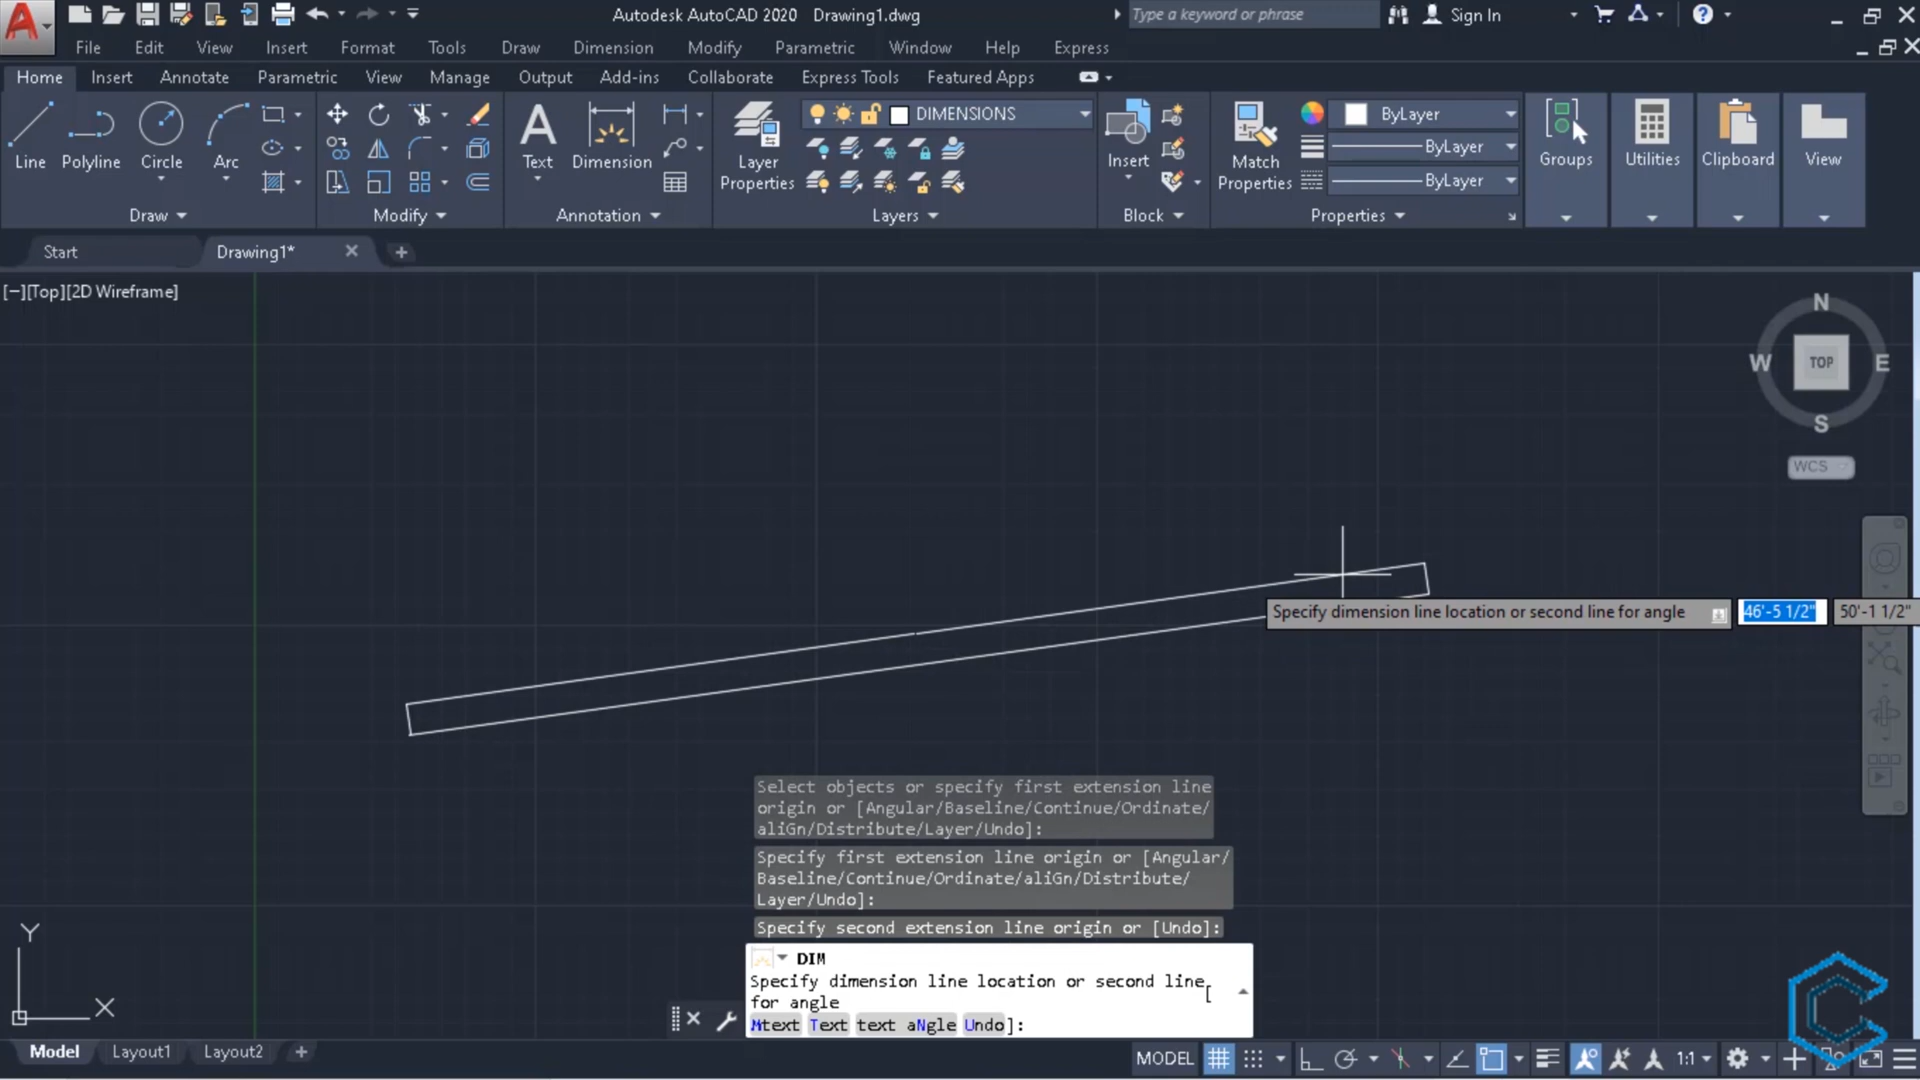 Autodesk AutoCAD 2020 Drawing1.dwg
Type a keyword or phrase
Sign In
File Edit View Insert Format Tools Draw Dimension Modify Parametric Window Help Express
Home Insert Annotate Parametric View Manage Output Add-ins Collaborate Express Tools Featured Apps
DIMENSIONS
ByLayer
ByLayer
ByLayer
Line Polyline Circle Arc
Text Dimension
Layer Properties
Insert
Match Properties
Groups Utilities Clipboard View
Draw Modify Annotation Layers Block Properties
Start Drawing1*
[−][Top][2D Wireframe]
N
W TOP E
S
WCS
Specify dimension line location or second line for angle 46'-5 1/2" 50'-1 1/2"
Select objects or specify first extension line
origin or [Angular/Baseline/Continue/Ordinate/
aliGn/Distribute/Layer/Undo]:
Specify first extension line origin or [Angular/
Baseline/Continue/Ordinate/aliGn/Distribute/
Layer/Undo]:
Specify second extension line origin or [Undo]:
DIM
Specify dimension line location or second line
for angle [
Mtext Text text aNgle Undo]:
Y
X
Model Layout1 Layout2
MODEL 1:1